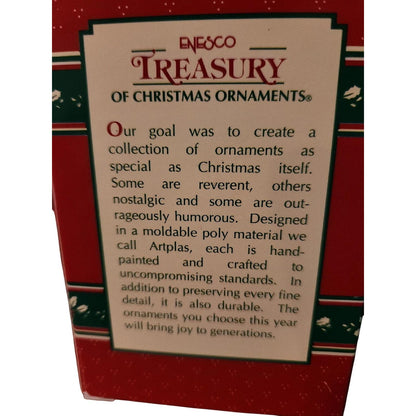 ENESCO
TREASURY
OF CHRISTMAS ORNAMENTS®
Our goal was to create a
collection of ornaments as
special as Christmas itself.
Some are reverent, others
nostalgic and some are out-
rageously humorous. Designed
in a moldable poly material we
call Artplas, each is hand-
painted and crafted to
uncompromising standards. In
addition to preserving every fine
detail, it is also durable. The
ornaments you choose this year
will bring joy to generations.